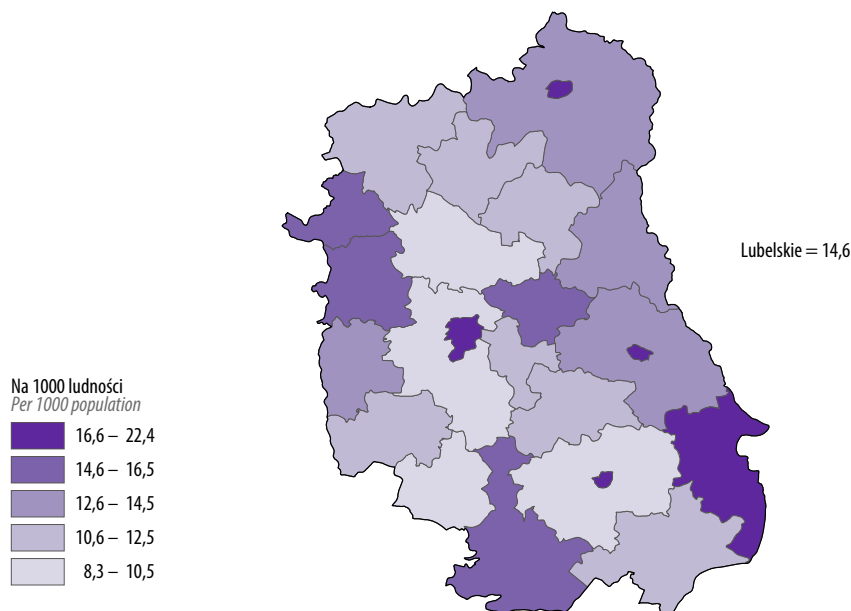 Lubelskie = 14,6
Na 1000 ludności
Per 1000 population
16,6 – 22,4
14,6 – 16,5
12,6 – 14,5
10,6 – 12,5
8,3 – 10,5